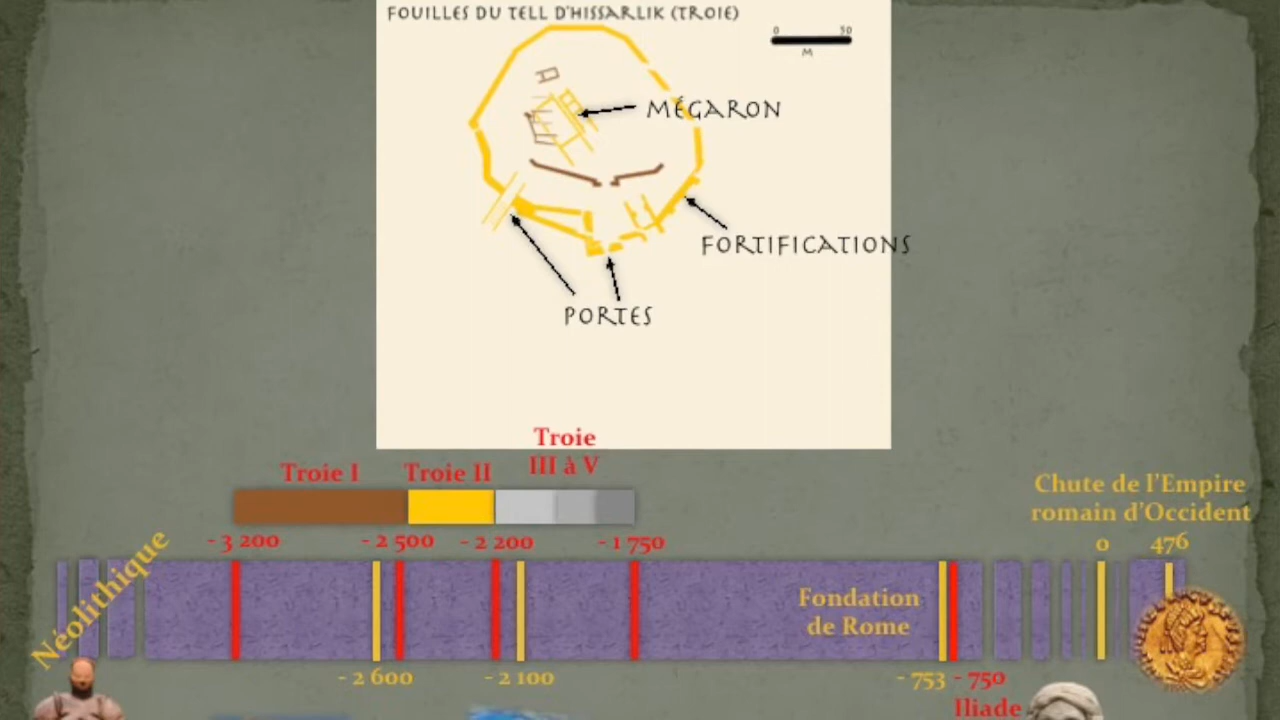 FOUILLES DU TELL D'HISSARLIK (TROIE)
0 50
M
MÉGARON
FORTIFICATIONS
PORTES
Troie
III à V
Troie I
Troie II
Chute de l'Empire
romain d'Occident
- 3 200
- 2 500
- 2 200
- 1 750
0
476
Néolithique
Fondation
de Rome
- 2 600
- 2 100
- 753
- 750
Iliade